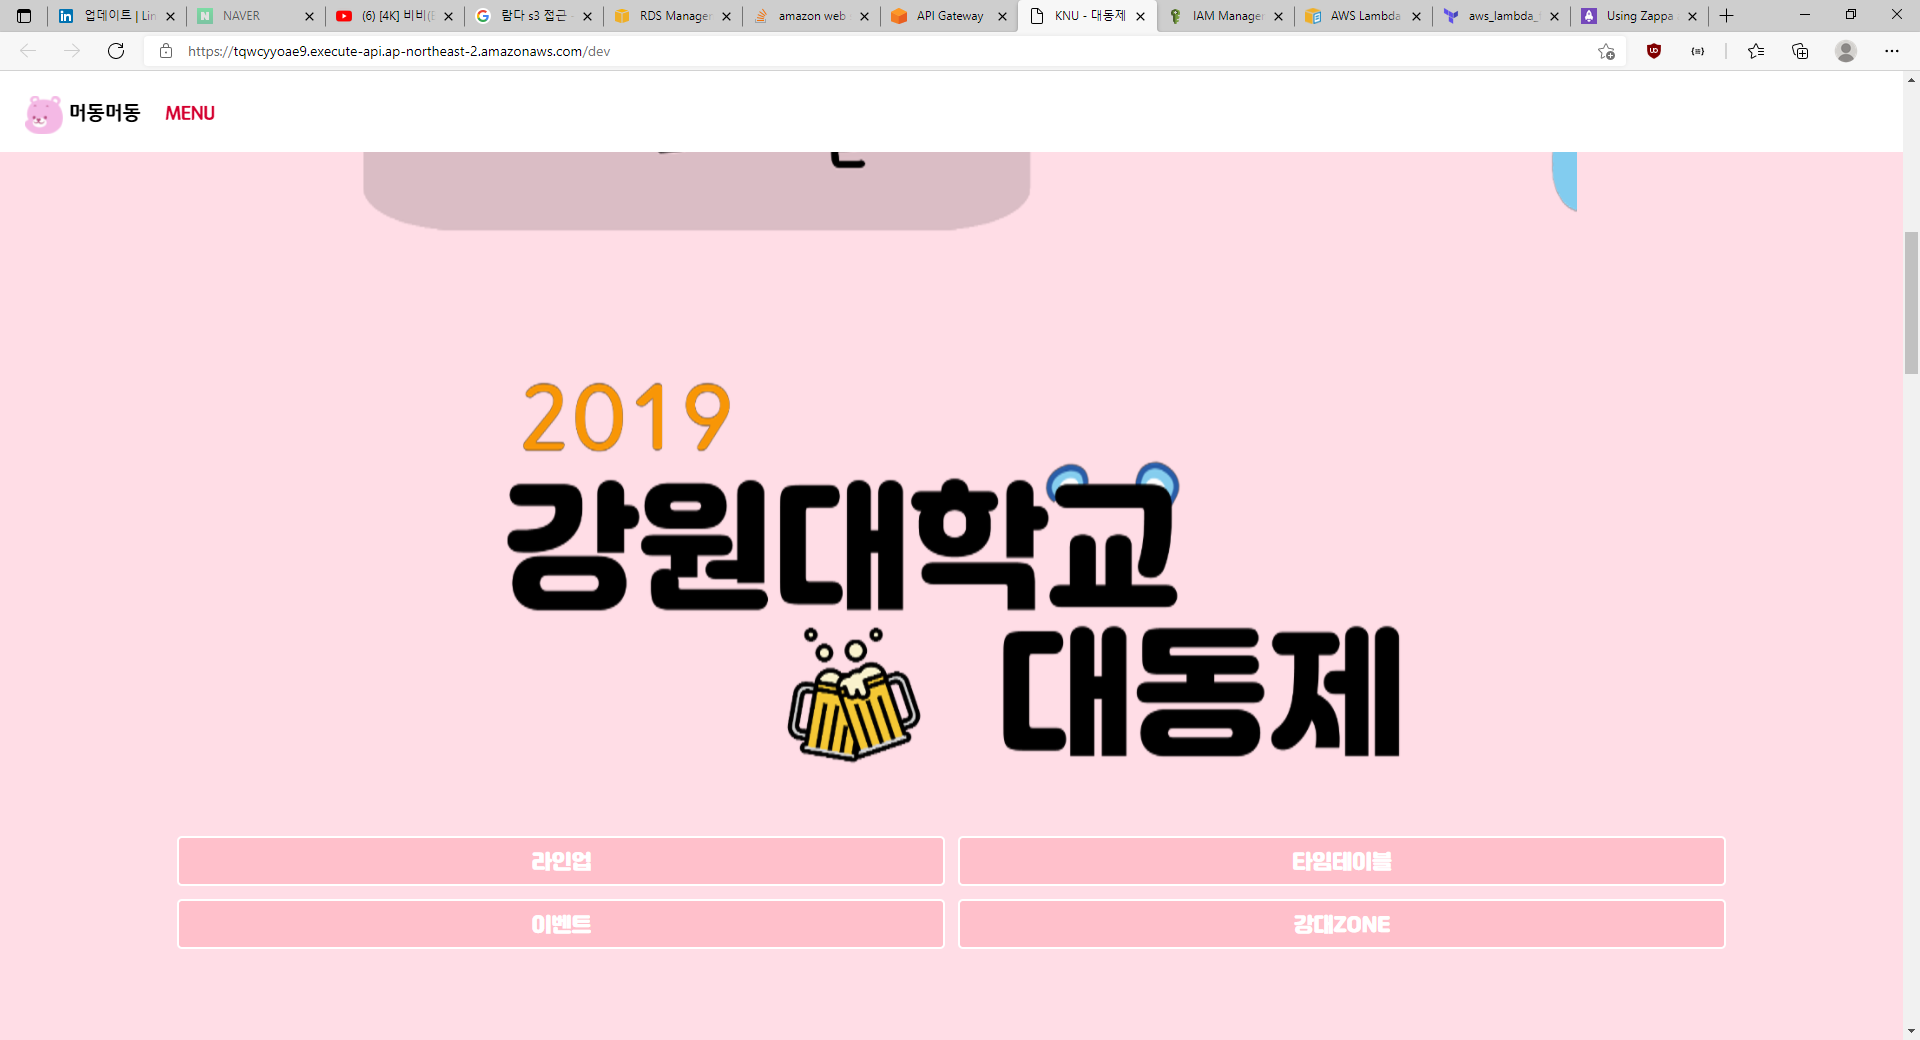 업데이트 | Lin
NAVER
(6) [4K] 비비(
람다 s3 접근
RDS Manager
amazon web
API Gateway
KNU - 대동제
IAM Manager
AWS Lambda
aws_lambda_
Using Zappa
https://tqwcyyoae9.execute-api.ap-northeast-2.amazonaws.com/dev
머동머동 MENU
2019
강원대학교
대동제
라인업 타임테이블
이벤트 강대ZONE